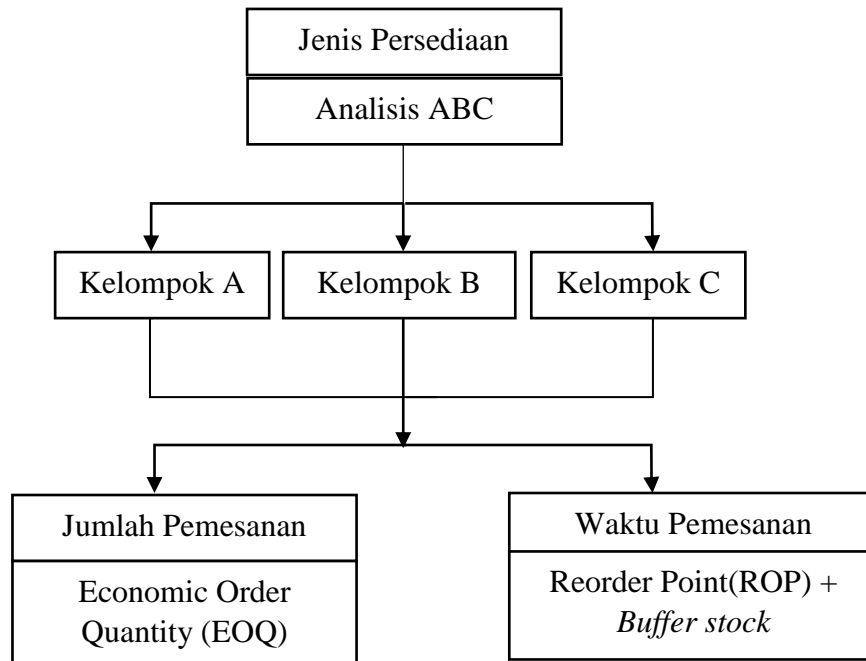 Jenis Persediaan
Analisis ABC
Kelompok A
Kelompok B
Kelompok C
Jumlah Pemesanan
Economic Order
Quantity (EOQ)
Waktu Pemesanan
Reorder Point(ROP) +
Buffer stock